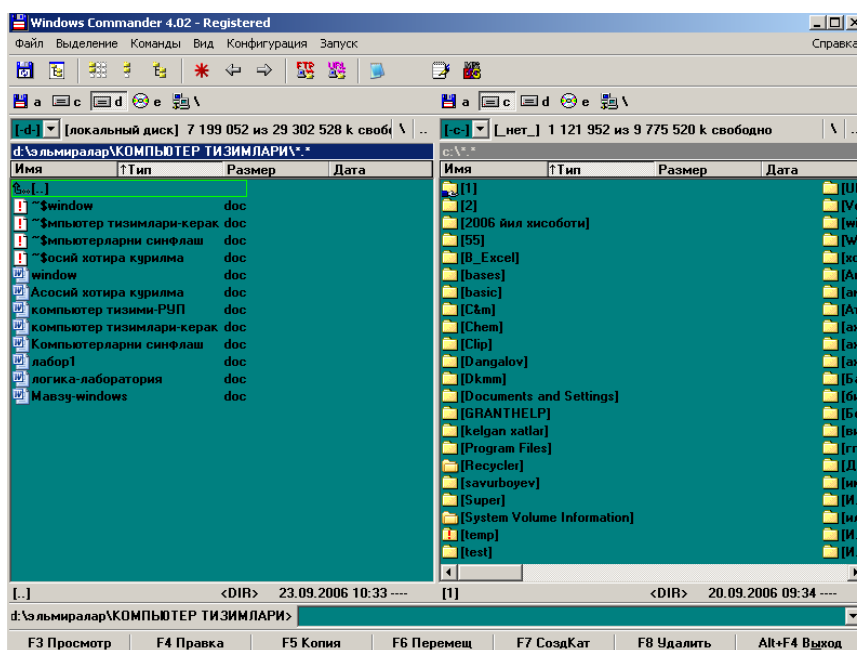 Windows Commander 4.02 - Registered
Файл Выделение Команды Вид Конфигурация Запуск Справка
FTP URL
a c d e \
a c d e \
[-d-] [локальный диск] 7 199 052 из 29 302 528 k свобо \ ..
[-c-] [_нет_] 1 121 952 из 9 775 520 k свободно \ ..
d:\эльмиралар\КОМПЬЮТЕР ТИЗИМЛАРИ\*.*
c:\*.*
Имя ↑Тип Размер Дата
[..]
~$window doc
~$мпьютер тизимлари-керак doc
~$мпьютерларни синфлаш doc
~$осий хотира курилма doc
window doc
Асосий хотира курилма doc
компьютер тизими-РУП doc
компьютер тизимлари-керак doc
Компьютерларни синфлаш doc
лабор1 doc
логика-лаборатория doc
Мавзу-windows doc
Имя ↑Тип Размер Дата
[1]
[2]
[2006 йил хисоботи]
[55]
[B_Excel]
[bases]
[basic]
[C&m]
[Chem]
[Clip]
[Dangalov]
[Dkmm]
[Documents and Settings]
[GRANTHELP]
[kelgan xatlar]
[Program Files]
[Recycler]
[savurboyev]
[Super]
[System Volume Information]
[temp]
[test]
[..] <DIR> 23.09.2006 10:33 ----
[1] <DIR> 20.09.2006 09:34 ----
d:\эльмиралар\КОМПЬЮТЕР ТИЗИМЛАРИ>
F3 Просмотр F4 Правка F5 Копия F6 Перемещ F7 СоздКат F8 Удалить Alt+F4 Выход